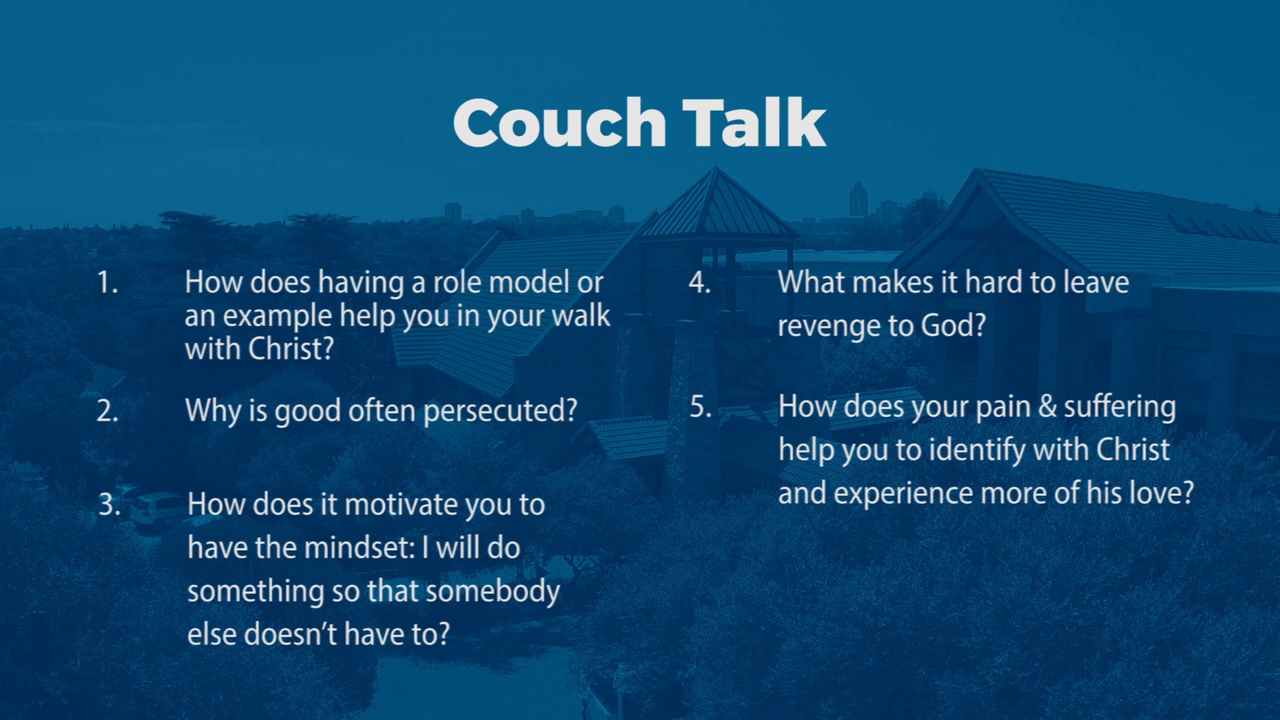 Couch Talk
1. How does having a role model or
an example help you in your walk
with Christ?
2. Why is good often persecuted?
3. How does it motivate you to
have the mindset: I will do
something so that somebody
else doesn’t have to?
4. What makes it hard to leave
revenge to God?
5. How does your pain & suffering
help you to identify with Christ
and experience more of his love?